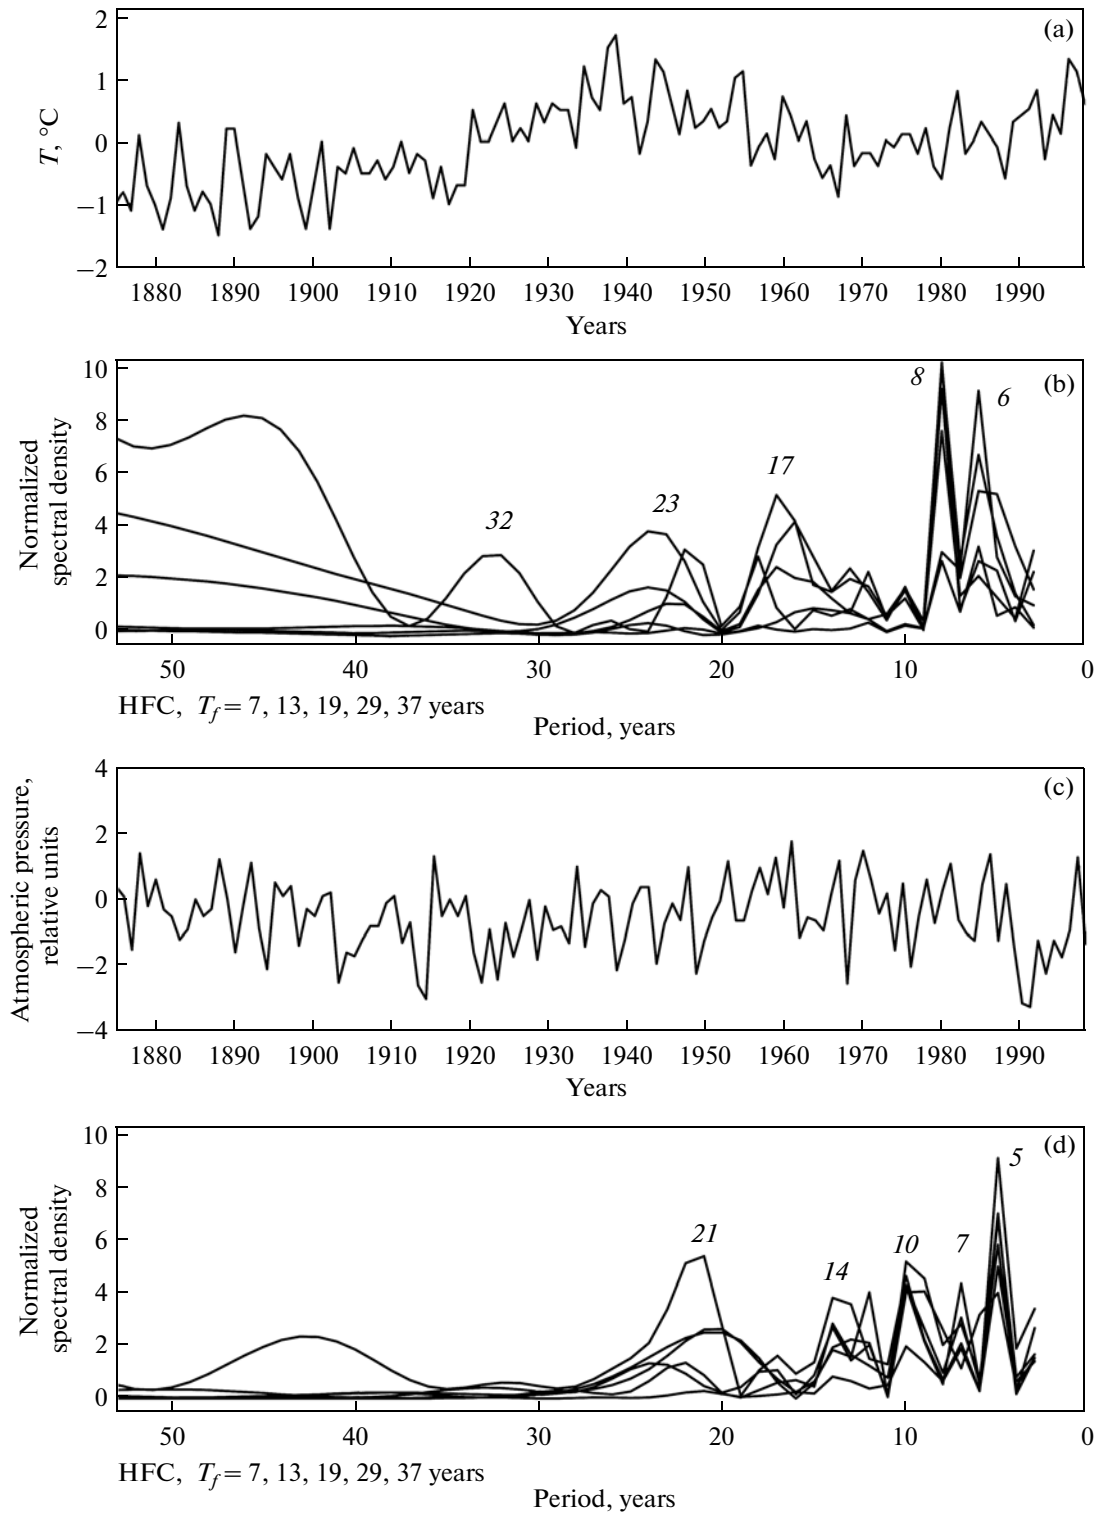 2
(a)
1
T, °C
0
−1
−2
1880 1890 1900 1910 1920 1930 1940 1950 1960 1970 1980 1990
Years
10
8
(b)
6
8
Normalized
spectral density
17
6
23
32
4
2
0
50 40 30 20 10 0
HFC, T_f = 7, 13, 19, 29, 37 years
Period, years
4
(c)
Atmospheric pressure,
relative units
2
0
−2
−4
1880 1890 1900 1910 1920 1930 1940 1950 1960 1970 1980 1990
Years
10
(d)
5
8
Normalized
spectral density
6
21
10
7
14
4
2
0
50 40 30 20 10 0
HFC, T_f = 7, 13, 19, 29, 37 years
Period, years